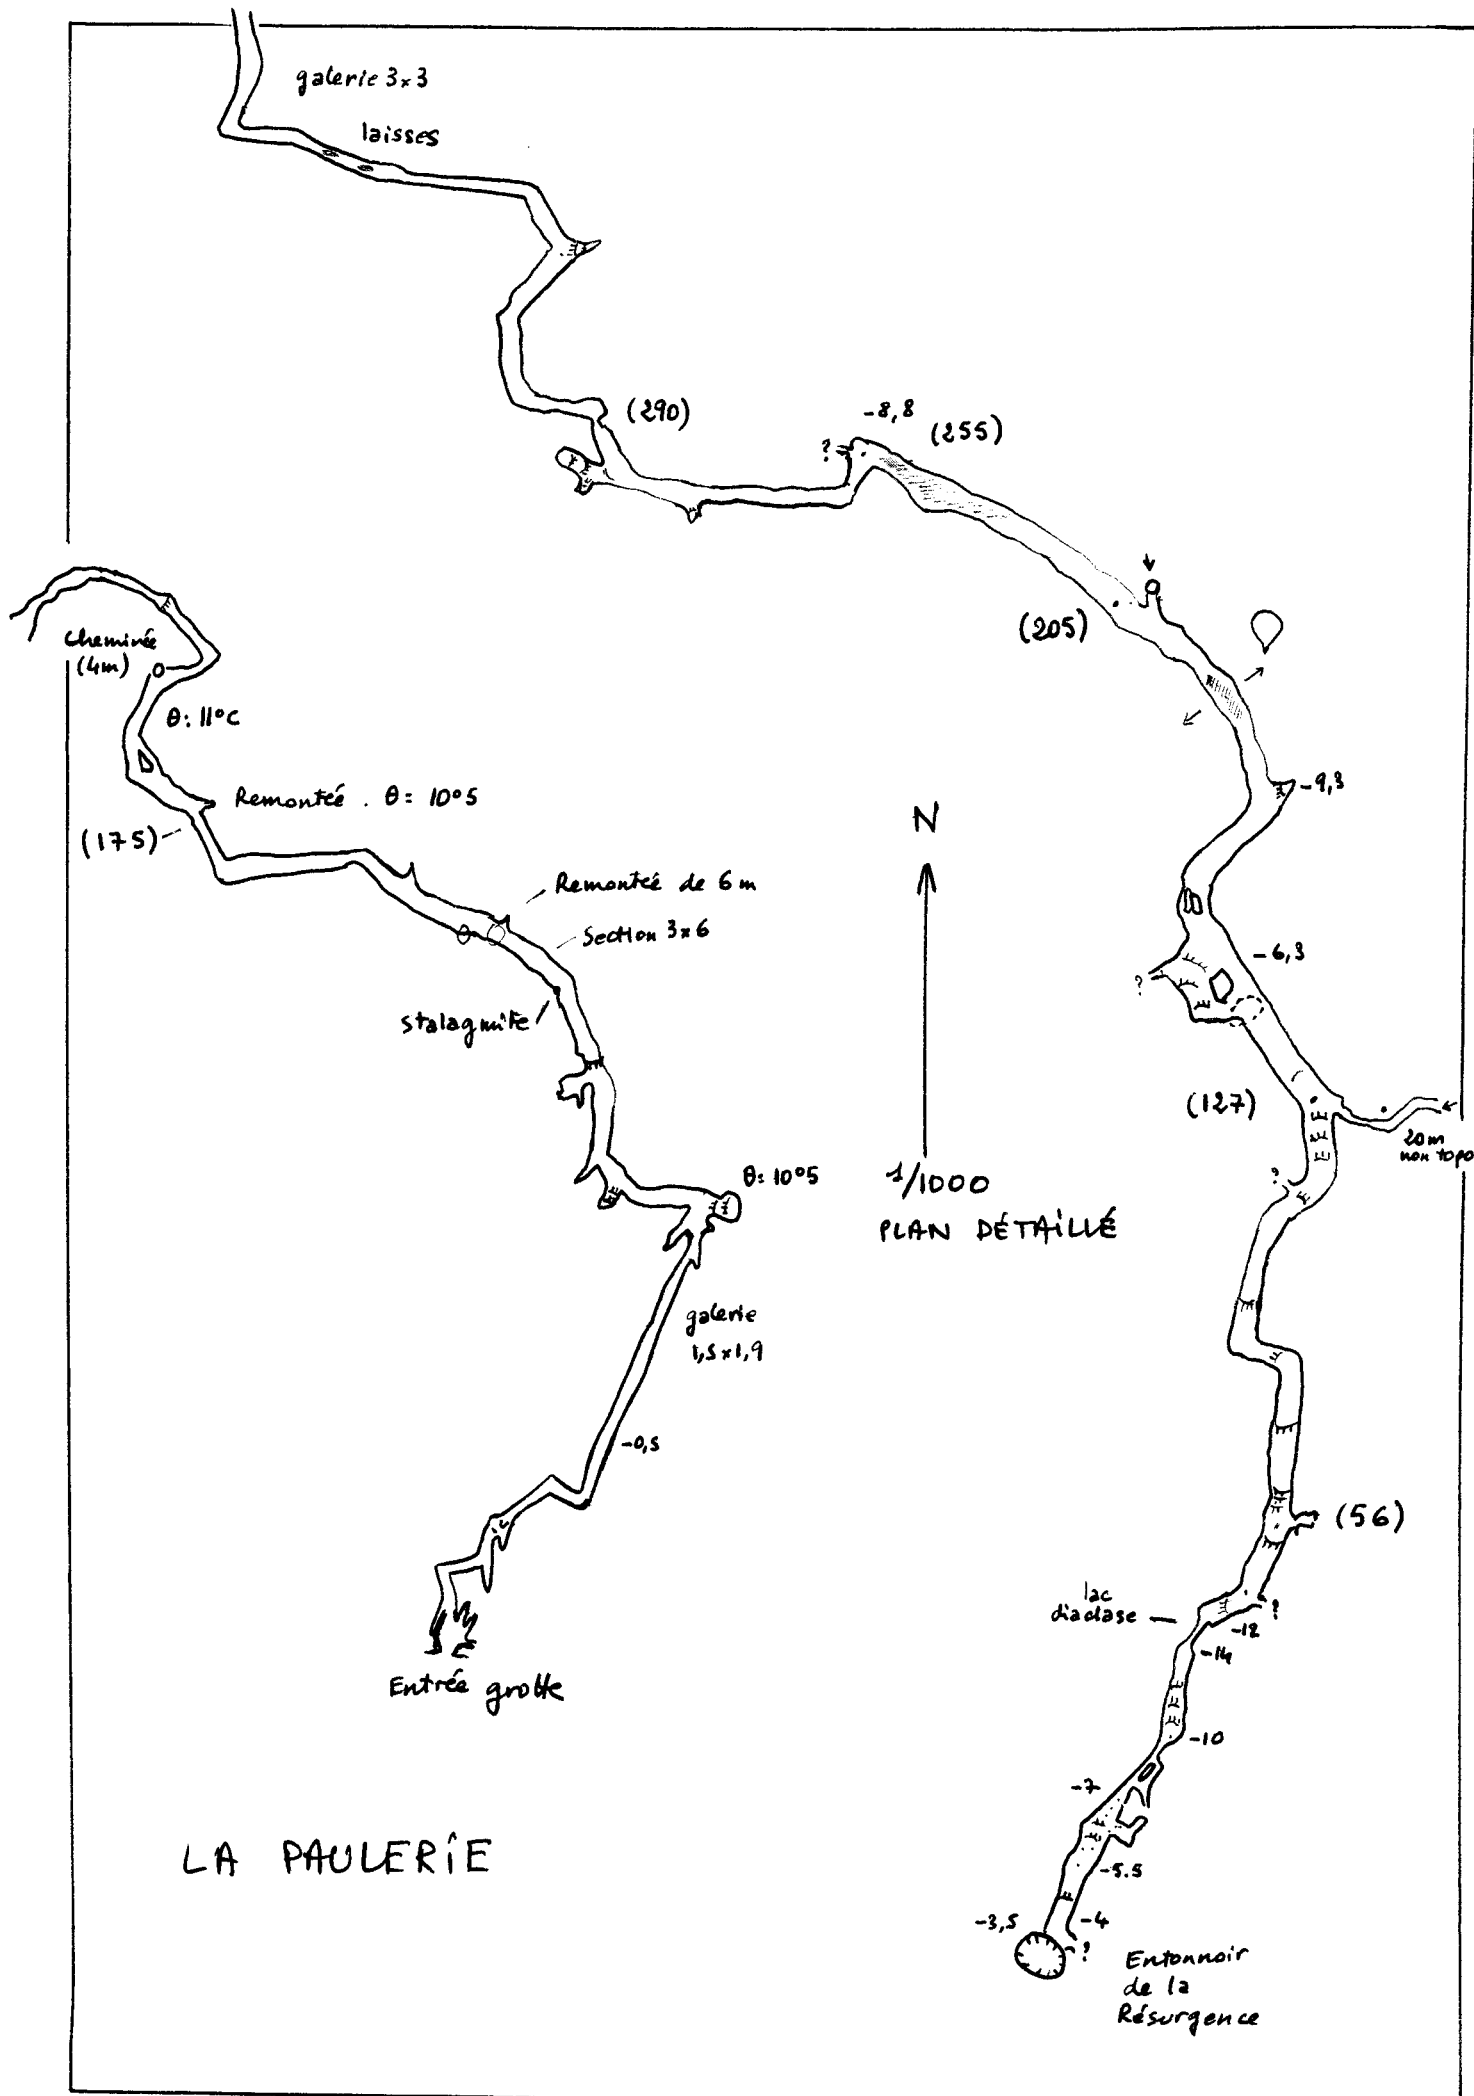 galerie 3x3
laisses
(290)
-8,8
(255)
?
(205)
Cheminée
(4m)
θ: 11°C
Remontée . θ= 10°5
(175)
-9,3
N
Remonteé de 6 m
Section 3x6
-6,3
?
Stalagmite
(127)
20m
non topo
θ: 10°5
1/1000
PLAN DÉTAILLÉ
?
galerie
1,5x1,9
-0,5
(56)
lac
diaclase
?
-12
-14
Entrée grotte
-10
-7
LA PAULERIE
-5.5
-3,5
-4
?
Entonnoir
de la
Résurgence